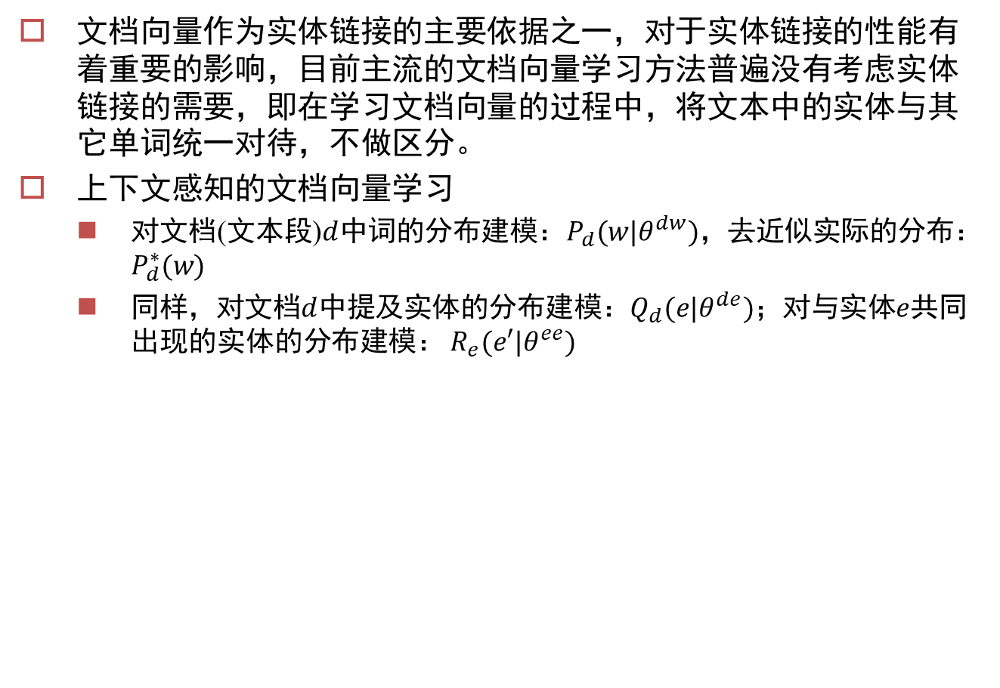 文档向量作为实体链接的主要依据之一，对于实体链接的性能有
着重要的影响，目前主流的文档向量学习方法普遍没有考虑实体
链接的需要，即在学习文档向量的过程中，将文本中的实体与其
它单词统一对待，不做区分。
上下文感知的文档向量学习
对文档(文本段)d中词的分布建模：P_d(w|θ^{dw})，去近似实际的分布：
P_d^*(w)
同样，对文档d中提及实体的分布建模：Q_d(e|θ^{de})；对与实体e共同
出现的实体的分布建模： R_e(e′|θ^{ee})